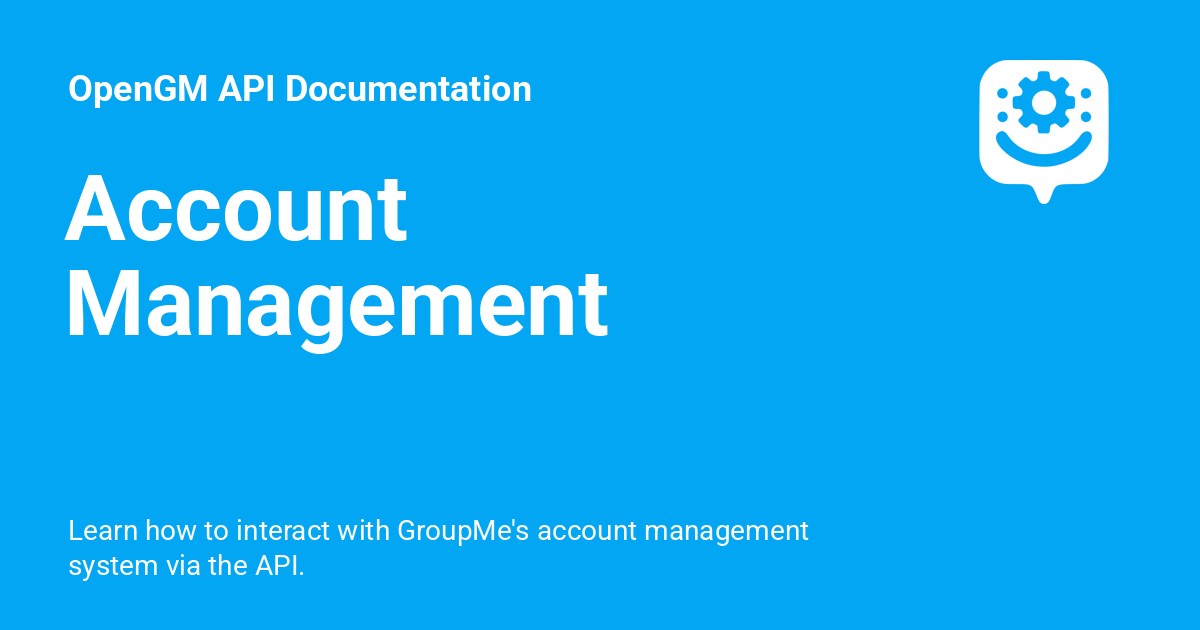 OpenGM API Documentation
Account
Management
Learn how to interact with GroupMe's account management
system via the API.